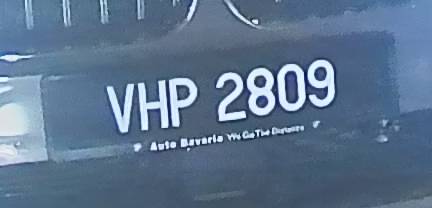 VHP 2809
Auto Bavaria We Go The Distance